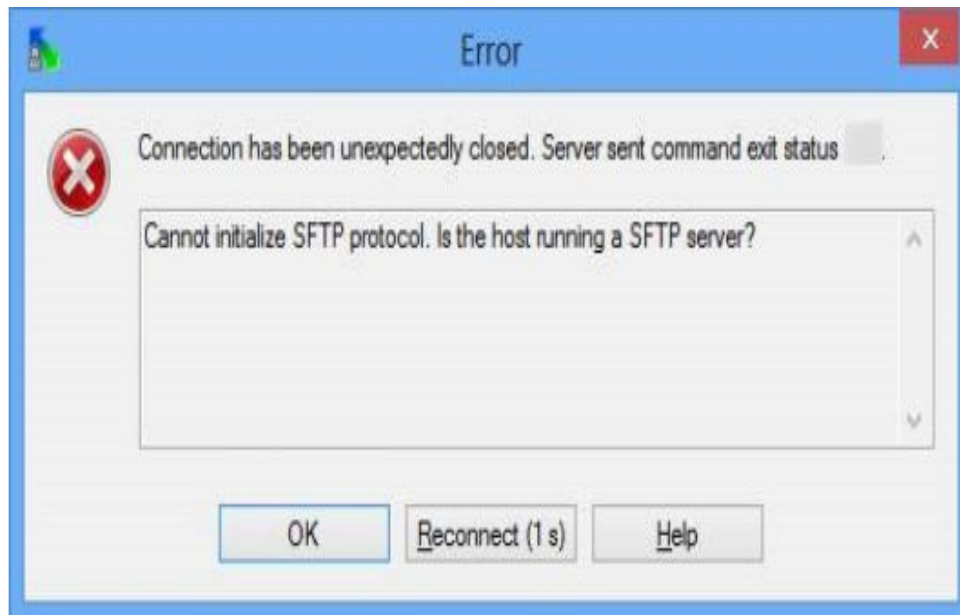 Error
X
Connection has been unexpectedly closed. Server sent command exit status .
Cannot initialize SFTP protocol. Is the host running a SFTP server?
OK
Reconnect (1 s)
Help